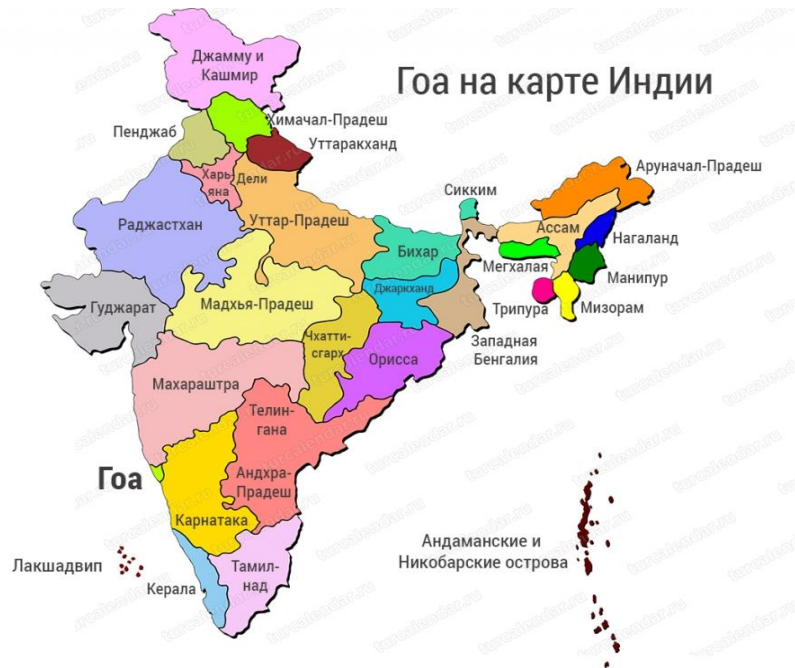 Гоа на карте Индии
Джамму и
Кашмир
Химачал-Прадеш
Пенджаб
Уттаракханд
Харь-
яна
Дели
Аруначал-Прадеш
Сикким
Раджастхан
Уттар-Прадеш
Ассам
Нагаланд
Бихар
Мегхалая
Манипур
Джаркханд
Гуджарат
Мадхья-Прадеш
Трипура
Мизорам
Чхатти-
сгарх
Западная
Бенгалия
Орисса
Махараштра
Телин-
гана
Гоа
Андхра-
Прадеш
Карнатака
Андаманские и
Никобарские острова
Лакшадвип
Керала
Тамил-
над
turcalendar.ru